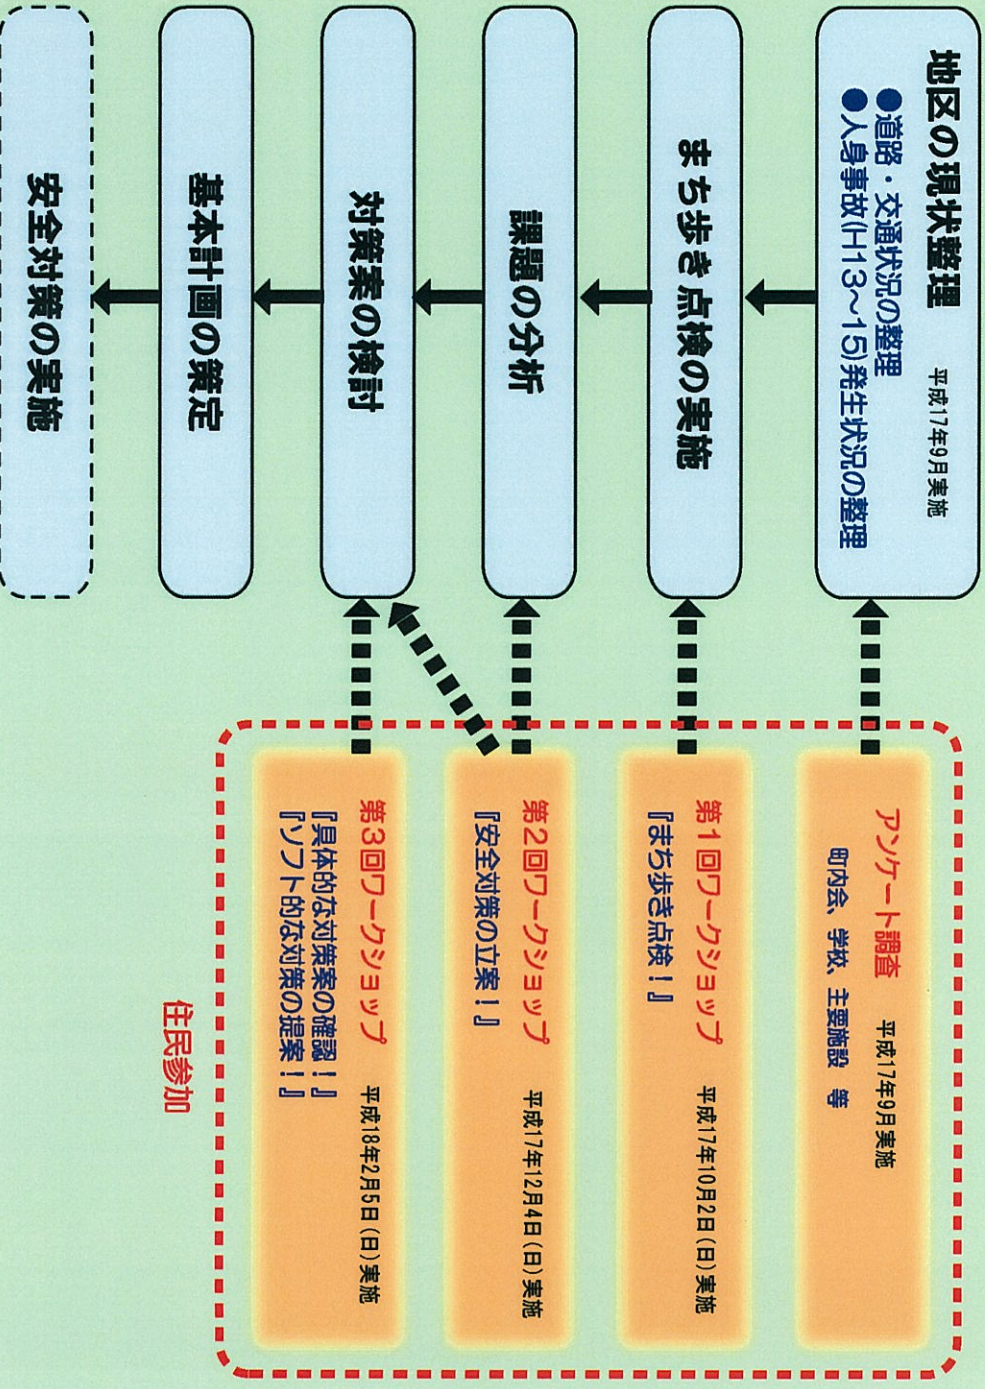 地区の現状整理 平成17年9月実施
●道路・交通状況の整理
●人身事故(H13~15)発生状況の整理
まち歩き点検の実施
課題の分析
対策案の検討
基本計画の策定
安全対策の実施
アンケート調査 平成17年9月実施
町内会、学校、主要施設 等
第1回ワークショップ 平成17年10月2日(日)実施
『まち歩き点検!』
第2回ワークショップ 平成17年12月4日(日)実施
『安全対策の立案!』
第3回ワークショップ 平成18年2月5日(日)実施
『具体的な対策案の確認!』
『ソフト的な対策の提案!』
住民参加